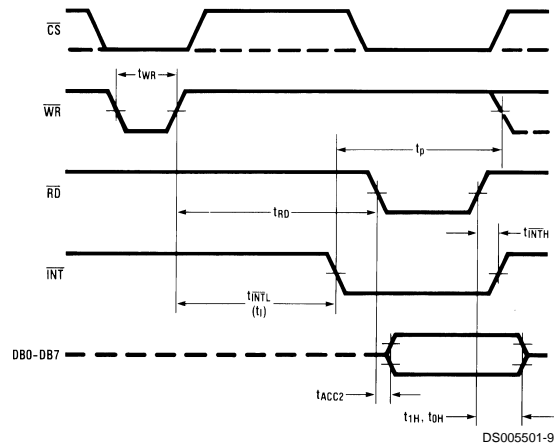 CS
tWR
WR
tp
RD
tRD
tINTH
INT
tINTL
(tI)
DB0-DB7
tACC2
t1H, t0H
DS005501-9